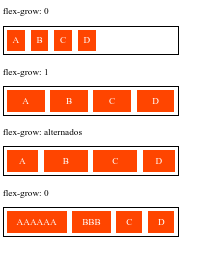 flex-grow: 0
A B C D
flex-grow: 1
A B C D
flex-grow: alternados
A B C D
flex-grow: 0
AAAAAA BBB C D